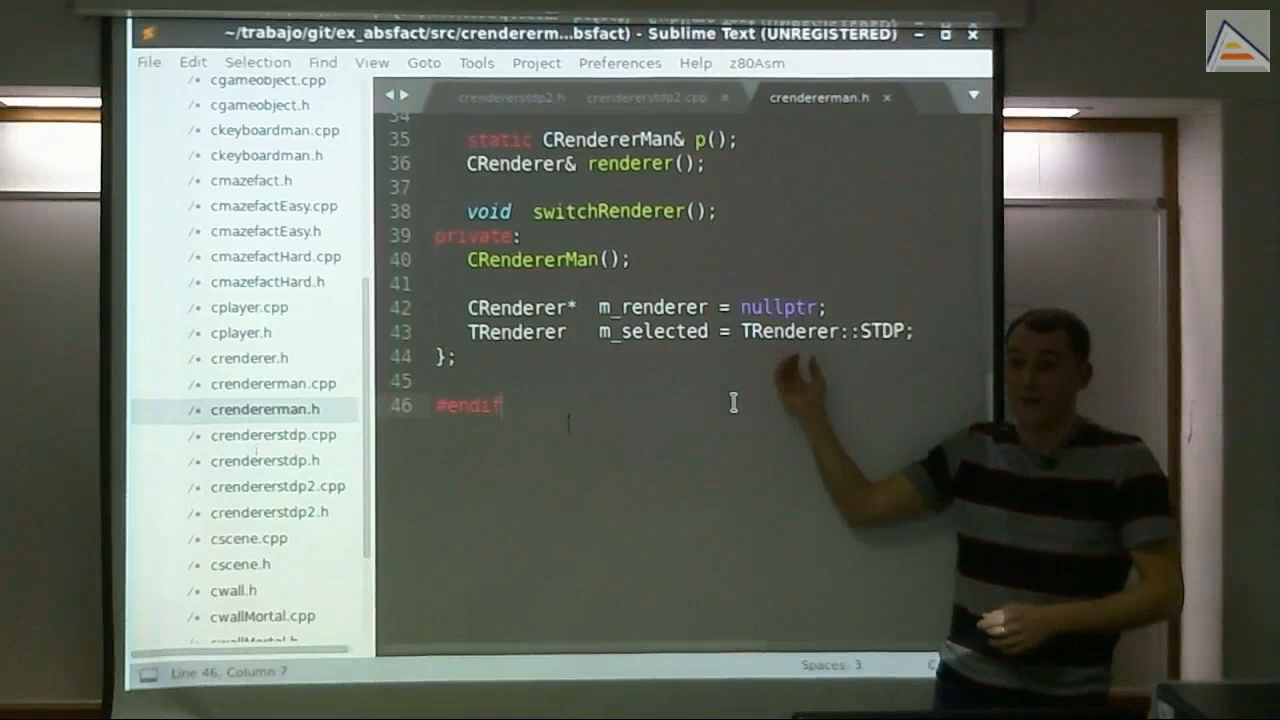 ~/trabajo/git/ex_absfact/src/crendererm...bsfact) - Sublime Text (UNREGISTERED)
File Edit Selection Find View Goto Tools Project Preferences Help z80Asm
/* cgameobject.cpp
/* cgameobject.h
/* ckeyboardman.cpp
/* ckeyboardman.h
/* cmazefact.h
/* cmazefactEasy.cpp
/* cmazefactEasy.h
/* cmazefactHard.cpp
/* cmazefactHard.h
/* cplayer.cpp
/* cplayer.h
/* crenderer.h
/* crendererman.cpp
/* crendererman.h
/* crendererstdp.cpp
/* crendererstdp.h
/* crendererstdp2.cpp
/* crendererstdp2.h
/* cscene.cpp
/* cscene.h
/* cwall.h
/* cwallMortal.cpp
/* cwallMortal.h
crendererstdp2.h crendererstdp2.cpp × crendererman.h ×
34
35 static CRendererMan& p();
36 CRenderer& renderer();
37
38 void switchRenderer();
39 private:
40 CRendererMan();
41
42 CRenderer* m_renderer = nullptr;
43 TRenderer m_selected = TRenderer::STDP;
44 };
45
46 #endif
Line 46, Column 7 Spaces: 3